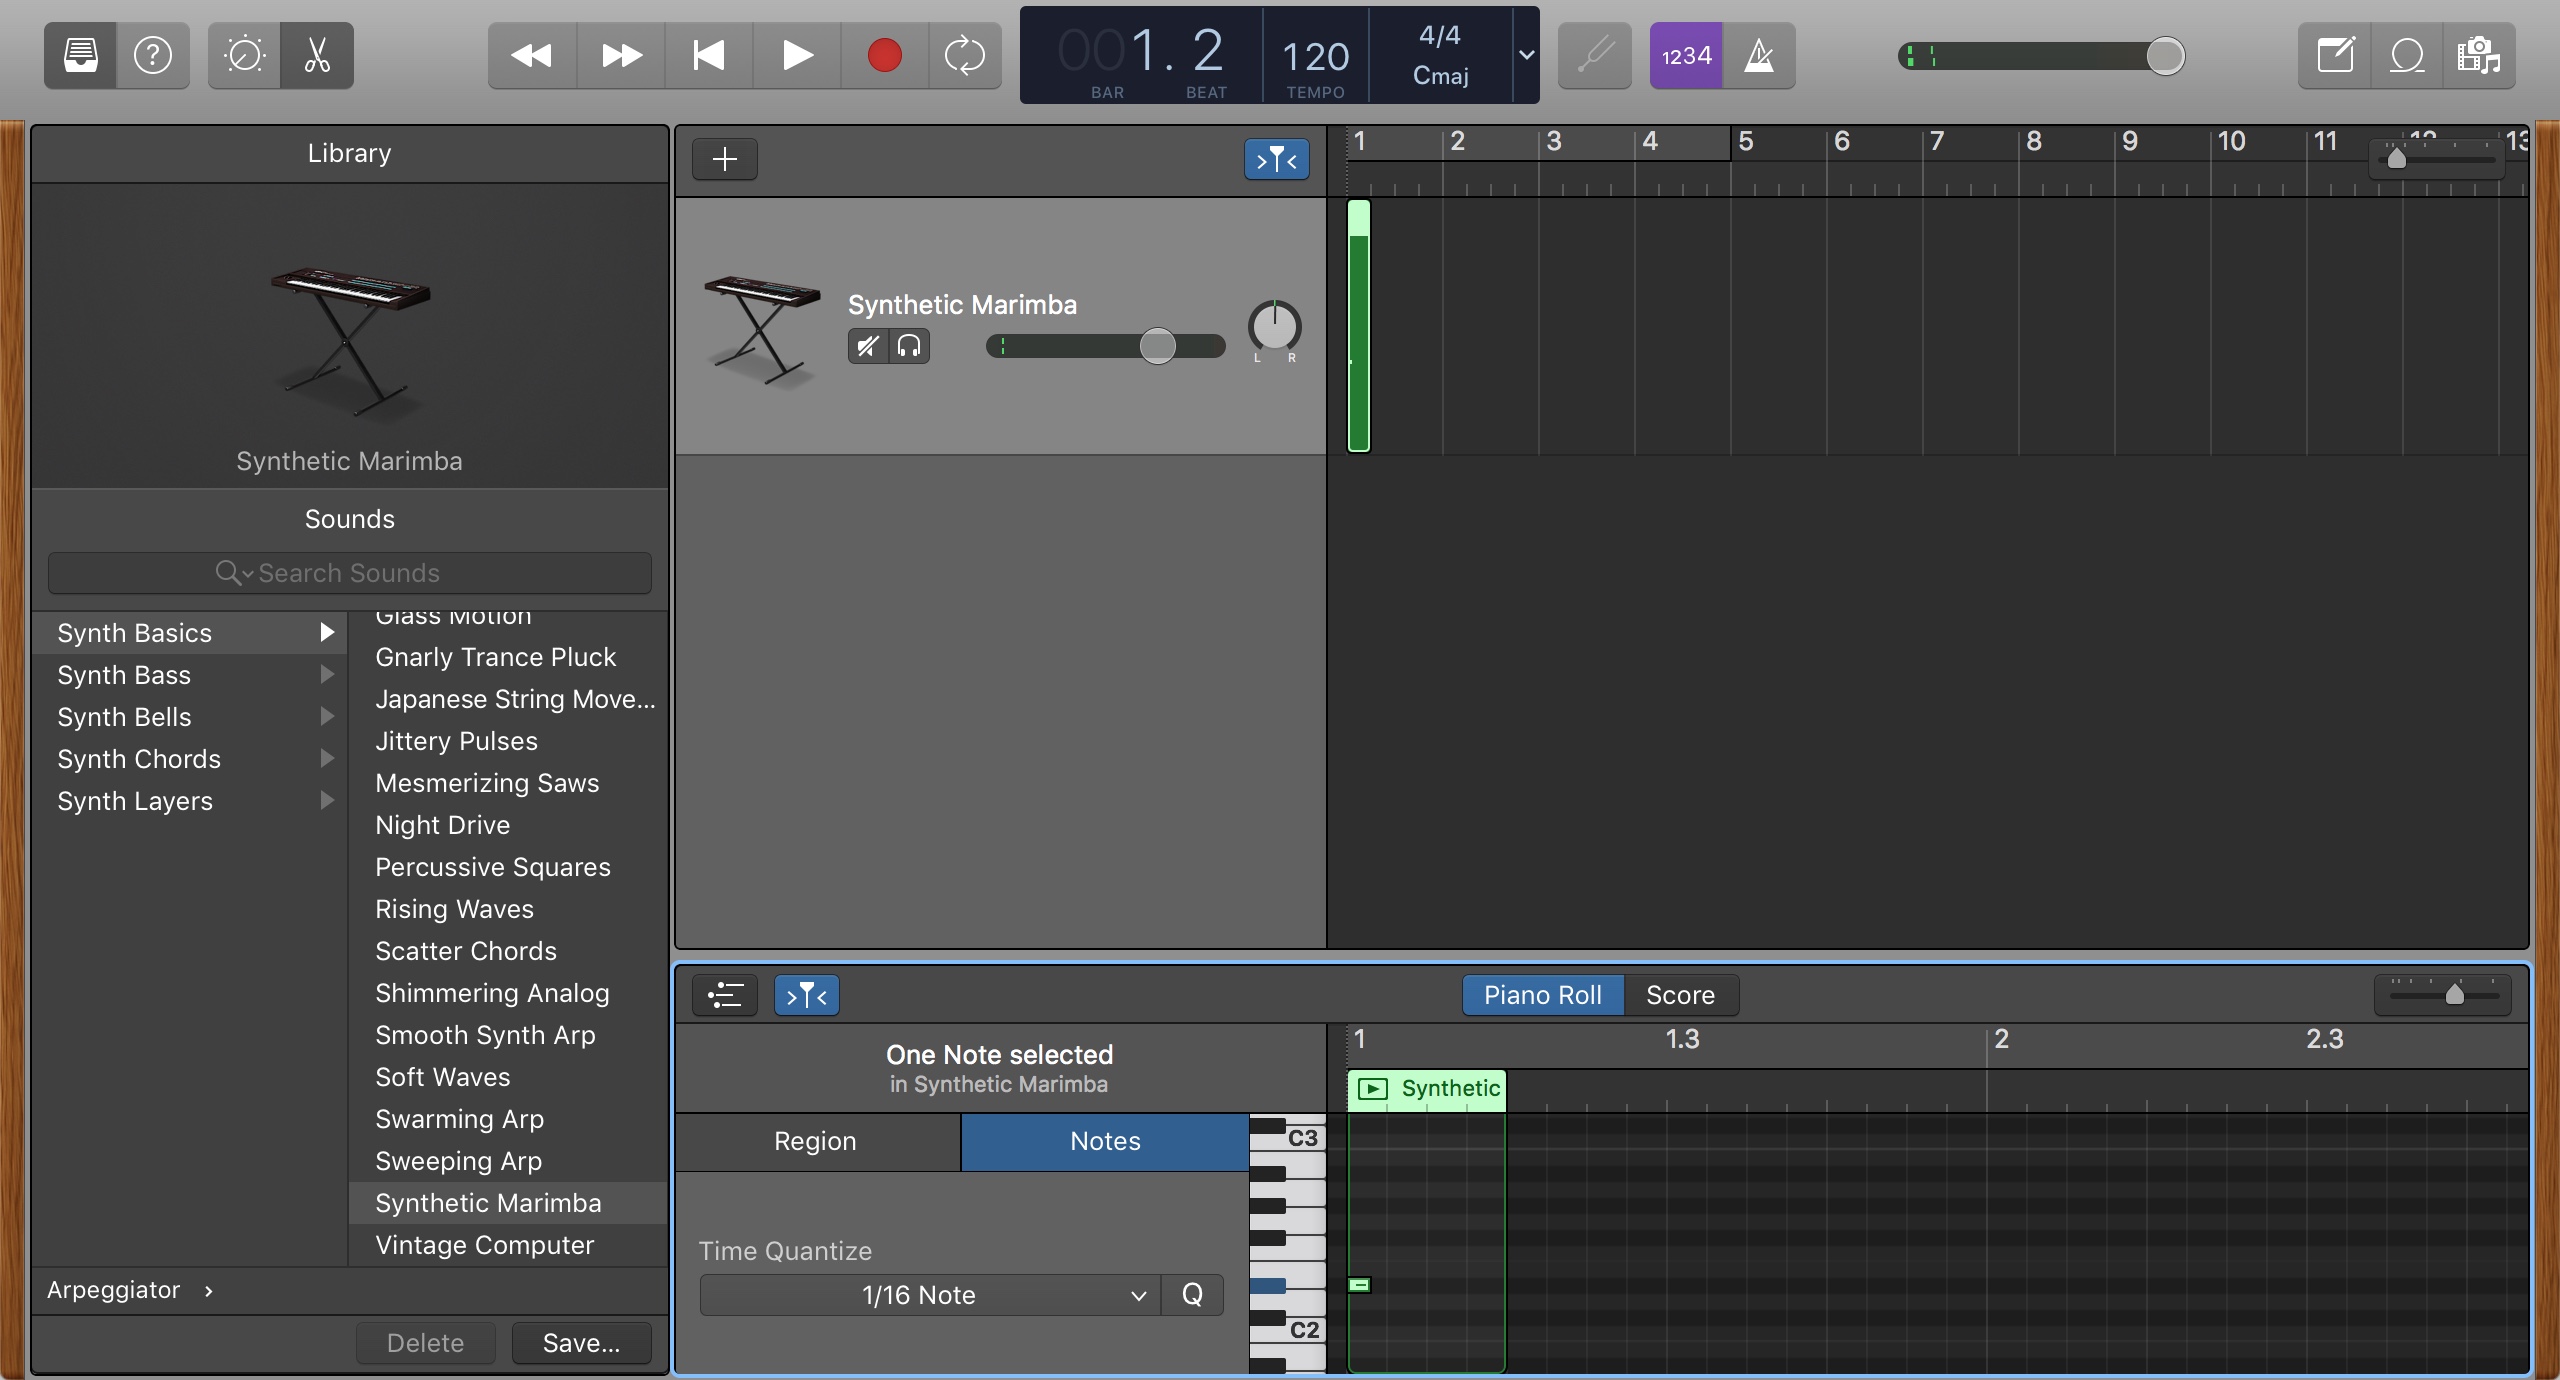 001. 2
BAR BEAT
120
TEMPO
4/4
Cmaj
1234
Library
Synthetic Marimba
Sounds
Search Sounds
Synth Basics
Synth Bass
Synth Bells
Synth Chords
Synth Layers
Glass Motion
Gnarly Trance Pluck
Japanese String Move...
Jittery Pulses
Mesmerizing Saws
Night Drive
Percussive Squares
Rising Waves
Scatter Chords
Shimmering Analog
Smooth Synth Arp
Soft Waves
Swarming Arp
Sweeping Arp
Synthetic Marimba
Vintage Computer
Arpeggiator
Delete Save...
1 2 3 4 5 6 7 8 9 10 11 12 13
Synthetic Marimba
L R
Piano Roll Score
One Note selected
in Synthetic Marimba
1 1.3 2 2.3
Synthetic
Region Notes
C3
Time Quantize
1/16 Note Q
C2